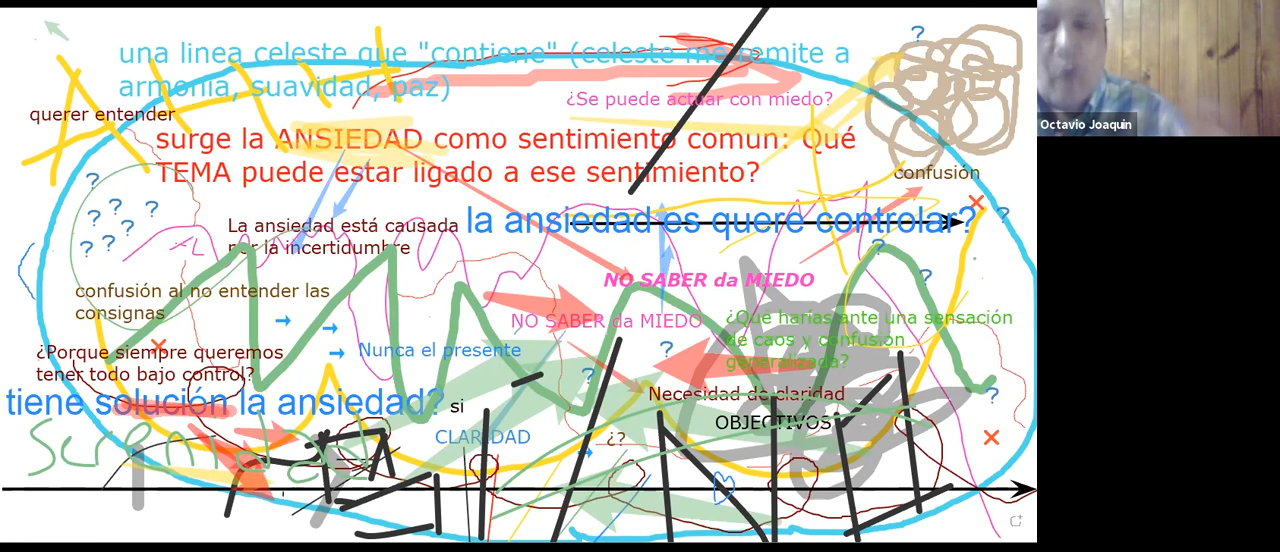 una linea celeste que "contiene" (celeste me remite a
armonía, suavidad, paz)
querer entender
¿Se puede actuar con miedo?
surge la ANSIEDAD como sentimiento comun: Qué
TEMA puede estar ligado a ese sentimiento?
Octavio Joaquin
confusión
? ? ? ? ? ? ?
La ansiedad está causada
por la incertidumbre
la ansiedad es quere controlar?
NO SABER da MIEDO
confusión al no entender las
consignas
NO SABER da MIEDO
¿Qué harías ante una sensación
de caos y confusión
generalizada?
¿Porque siempre queremos
tener todo bajo control?
Nunca el presente
Necesidad de claridad
tiene solución la ansiedad?
si
OBJECTIVOS
CLARIDAD
¿?